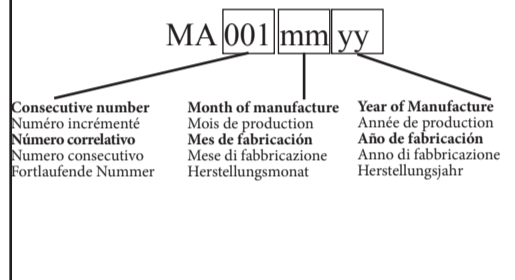 MA 001 mm yy
Consecutive number
Numéro incrémenté
Número correlativo
Numero consecutivo
Fortlaufende Nummer
Month of manufacture
Mois de production
Mes de fabricación
Mese di fabbricazione
Herstellungsmonat
Year of Manufacture
Année de production
Año de fabricación
Anno di fabbricazione
Herstellungsjahr